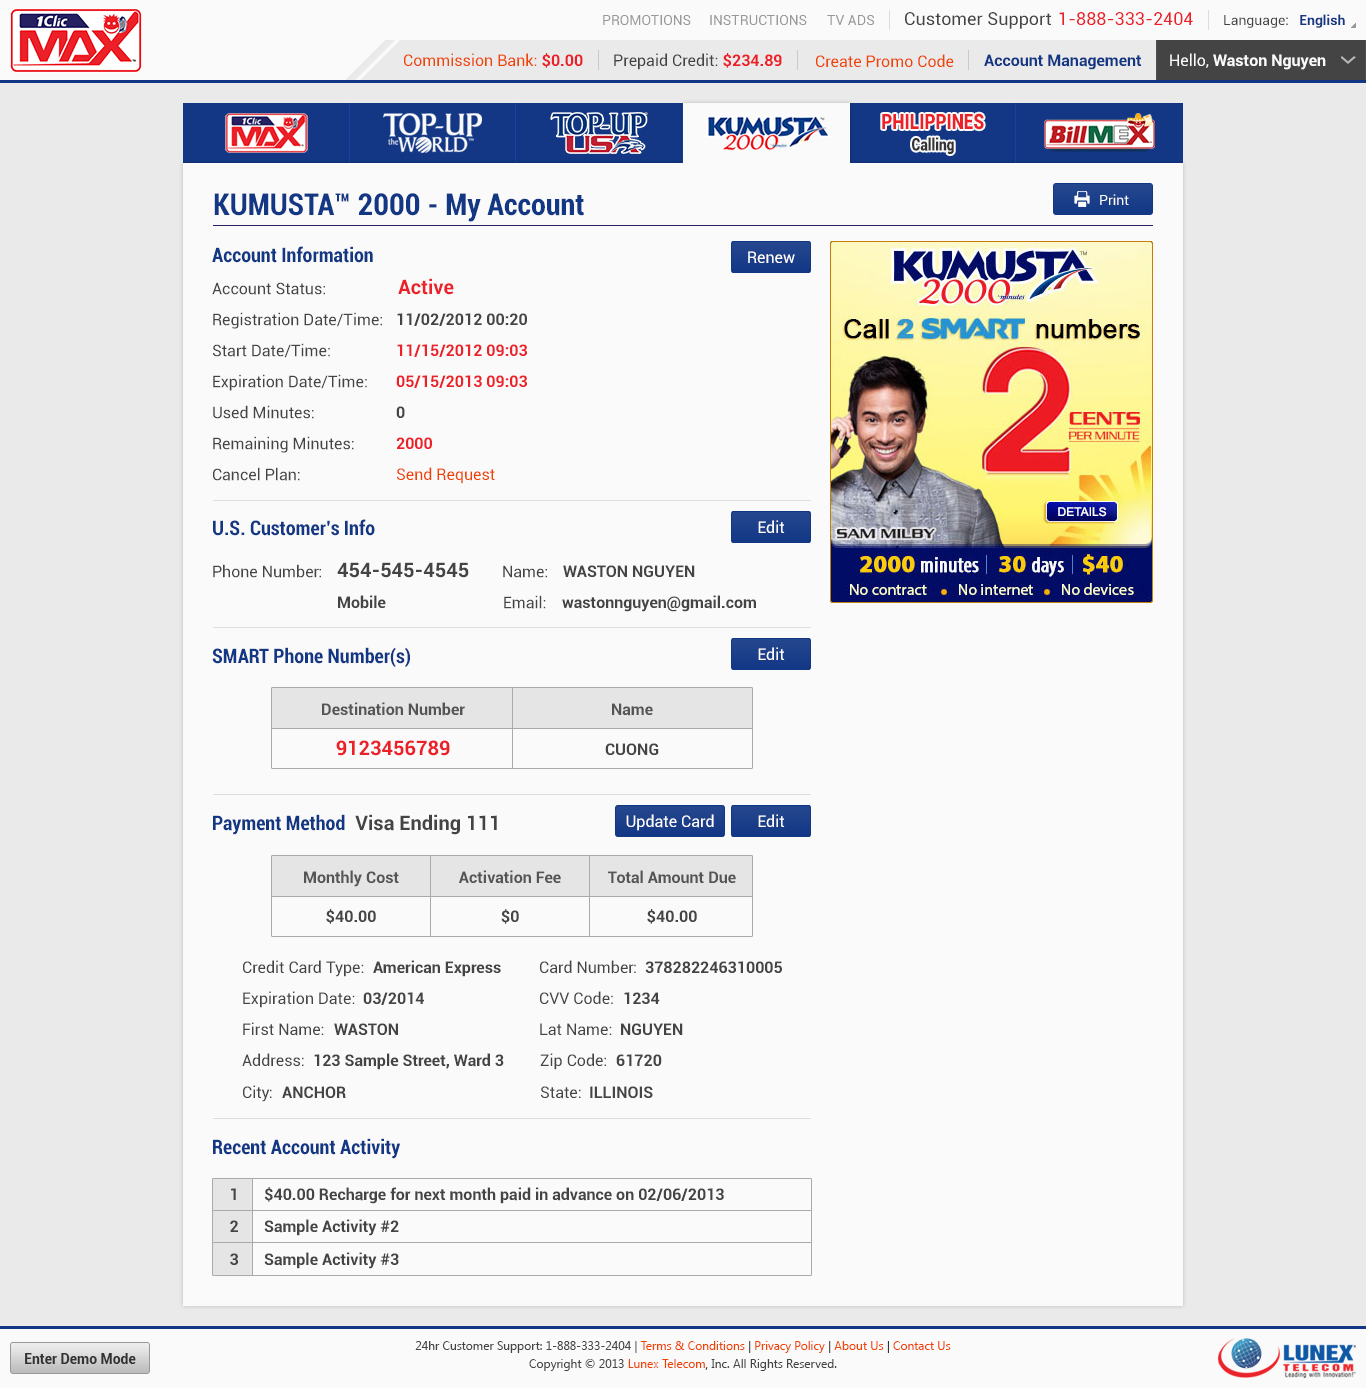 1Clic
MAX
PROMOTIONS INSTRUCTIONS TV ADS Customer Support 1-888-333-2404 Language: English
Commission Bank: $0.00 Prepaid Credit: $234.89 Create Promo Code Account Management Hello, Waston Nguyen
1Clic MAX TOP-UP the WORLD™ TOP-UP USA KUMUSTA 2000 PHILIPPINES Calling BillMEX
KUMUSTA™ 2000 - My Account Print
Account Information Renew
Account Status: Active
Registration Date/Time: 11/02/2012 00:20
Start Date/Time: 11/15/2012 09:03
Expiration Date/Time: 05/15/2013 09:03
Used Minutes: 0
Remaining Minutes: 2000
Cancel Plan: Send Request
KUMUSTA™
2000 minutes
Call 2 SMART numbers
2 CENTS
PER MINUTE
DETAILS
SAM MILBY
2000 minutes | 30 days | $40
No contract • No internet • No devices
U.S. Customer's Info Edit
Phone Number: 454-545-4545 Name: WASTON NGUYEN
Mobile Email: wastonnguyen@gmail.com
SMART Phone Number(s) Edit
Destination Number Name
9123456789 CUONG
Payment Method Visa Ending 111 Update Card Edit
Monthly Cost Activation Fee Total Amount Due
$40.00 $0 $40.00
Credit Card Type: American Express Card Number: 378282246310005
Expiration Date: 03/2014 CVV Code: 1234
First Name: WASTON Lat Name: NGUYEN
Address: 123 Sample Street, Ward 3 Zip Code: 61720
City: ANCHOR State: ILLINOIS
Recent Account Activity
1 $40.00 Recharge for next month paid in advance on 02/06/2013
2 Sample Activity #2
3 Sample Activity #3
Enter Demo Mode
24hr Customer Support: 1-888-333-2404 | Terms & Conditions | Privacy Policy | About Us | Contact Us
Copyright © 2013 Lunex Telecom, Inc. All Rights Reserved.
LUNEX
TELECOM
Leading with Innovation!